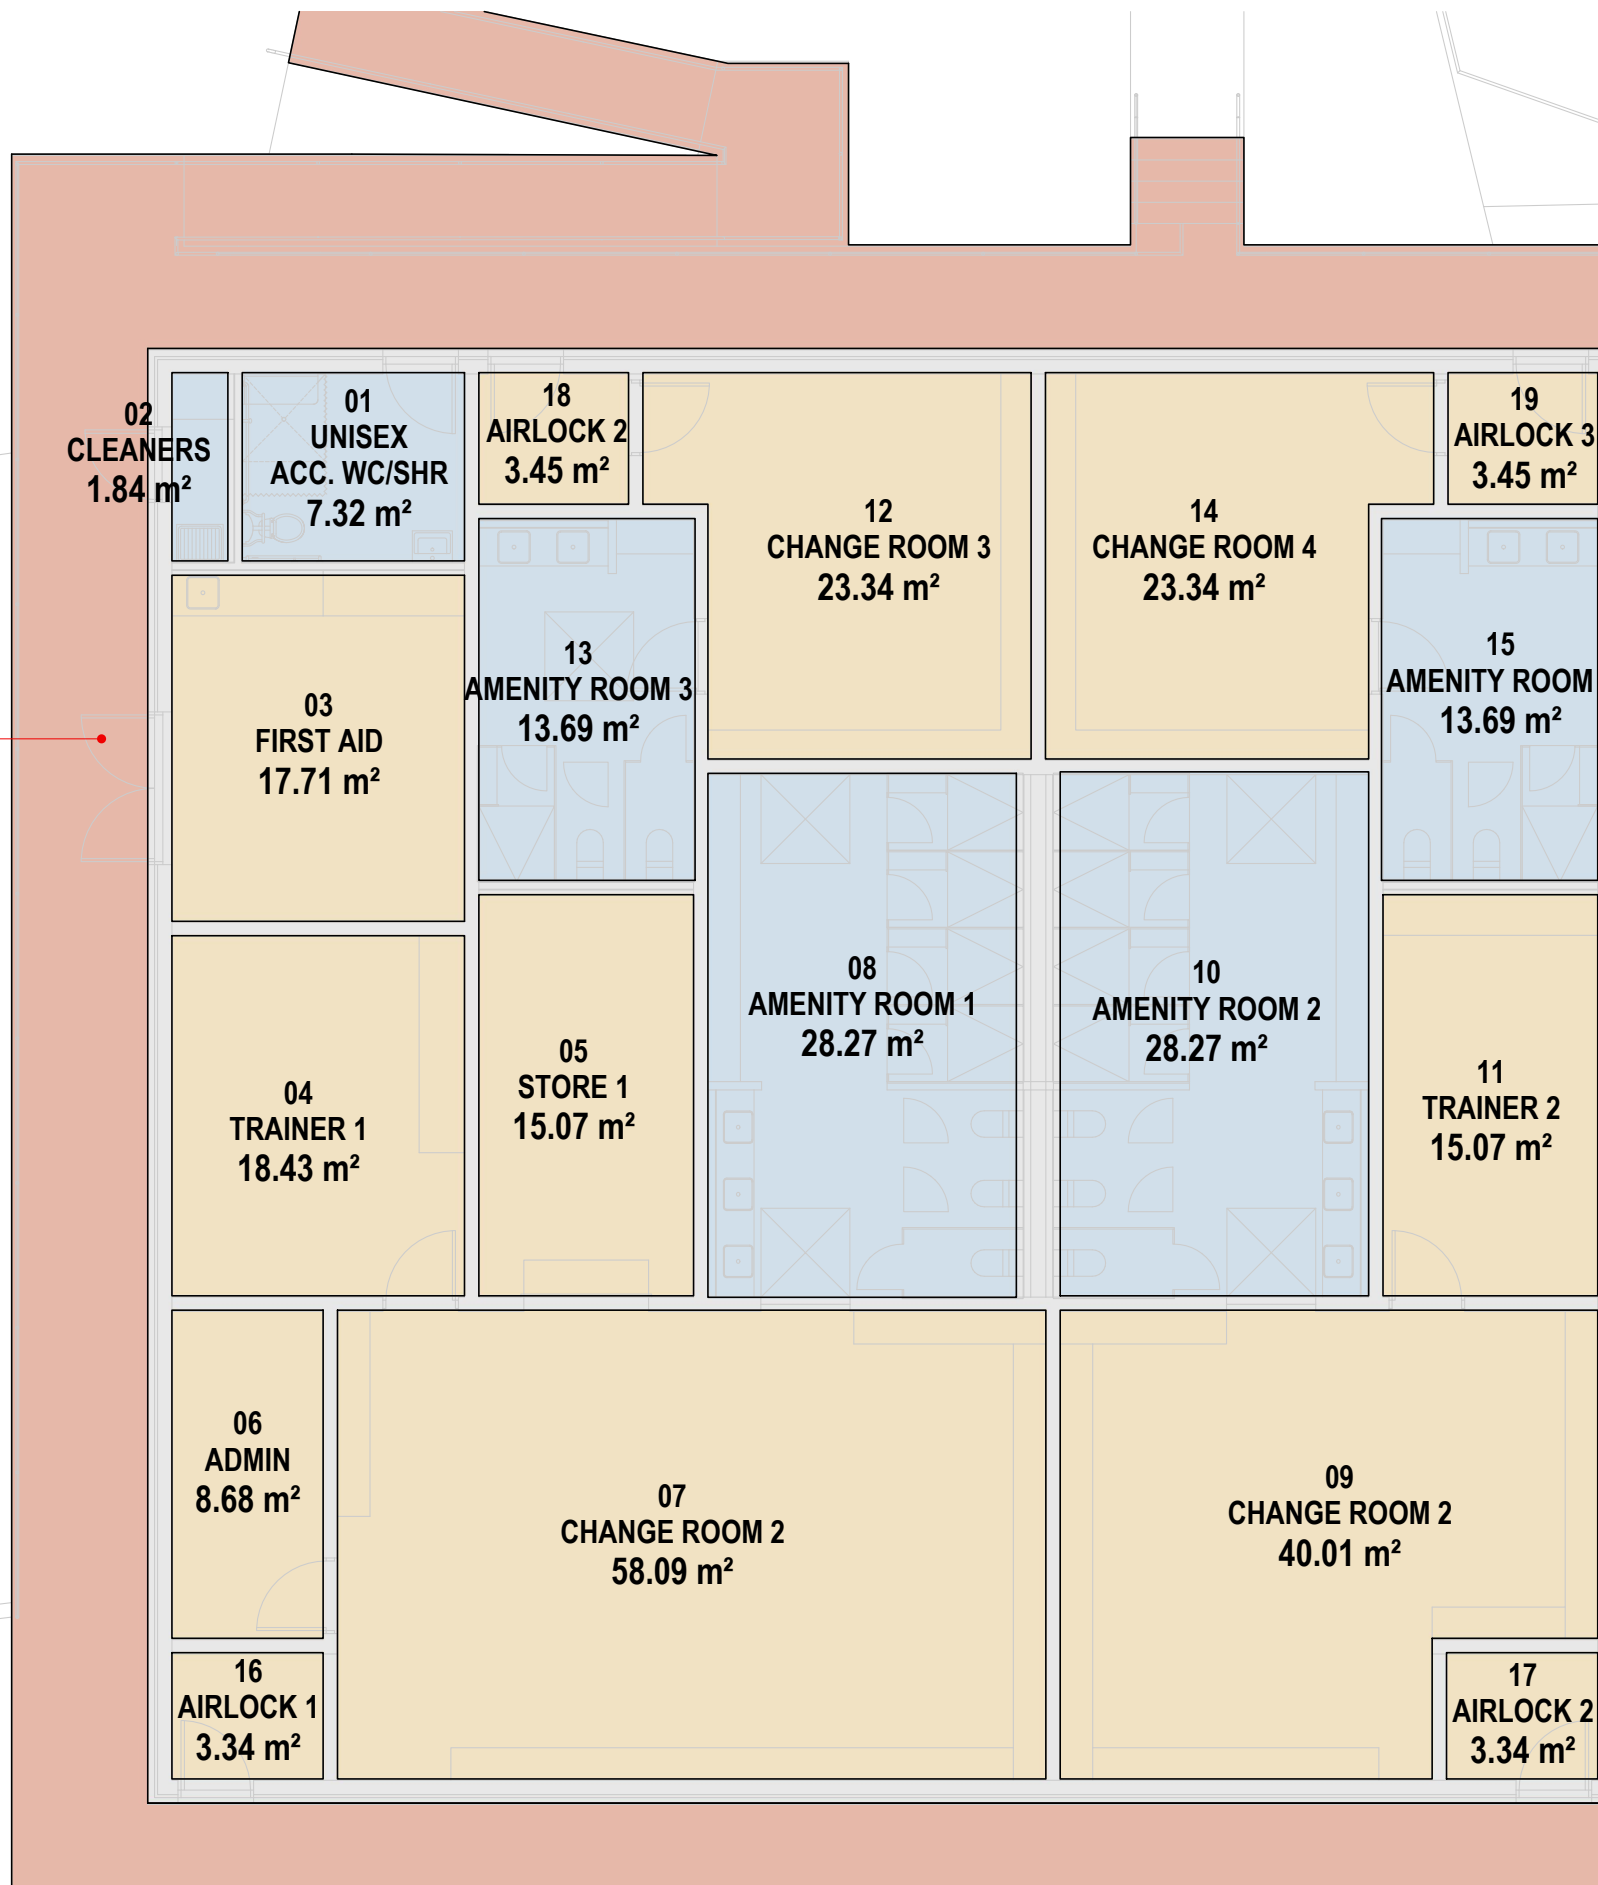 02
CLEANERS
1.84 m²
01
UNISEX
ACC. WC/SHR
7.32 m²
18
AIRLOCK 2
3.45 m²
12
CHANGE ROOM 3
23.34 m²
14
CHANGE ROOM 4
23.34 m²
19
AIRLOCK 3
3.45 m²
03
FIRST AID
17.71 m²
13
AMENITY ROOM 3
13.69 m²
15
AMENITY ROOM
13.69 m²
04
TRAINER 1
18.43 m²
05
STORE 1
15.07 m²
08
AMENITY ROOM 1
28.27 m²
10
AMENITY ROOM 2
28.27 m²
11
TRAINER 2
15.07 m²
06
ADMIN
8.68 m²
07
CHANGE ROOM 2
58.09 m²
09
CHANGE ROOM 2
40.01 m²
16
AIRLOCK 1
3.34 m²
17
AIRLOCK 2
3.34 m²